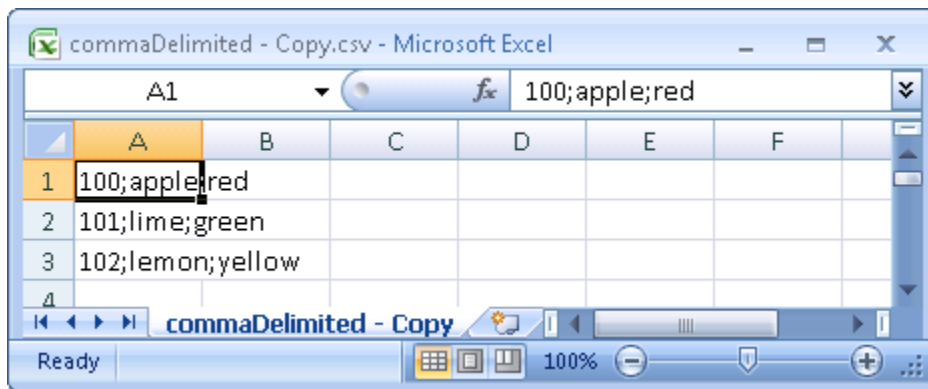 commaDelimited - Copy.csv - Microsoft Excel
A1 fx 100;apple;red
A B C D E F
1 100;apple;red
2 101;lime;green
3 102;lemon;yellow
4
commaDelimited - Copy
Ready 100%